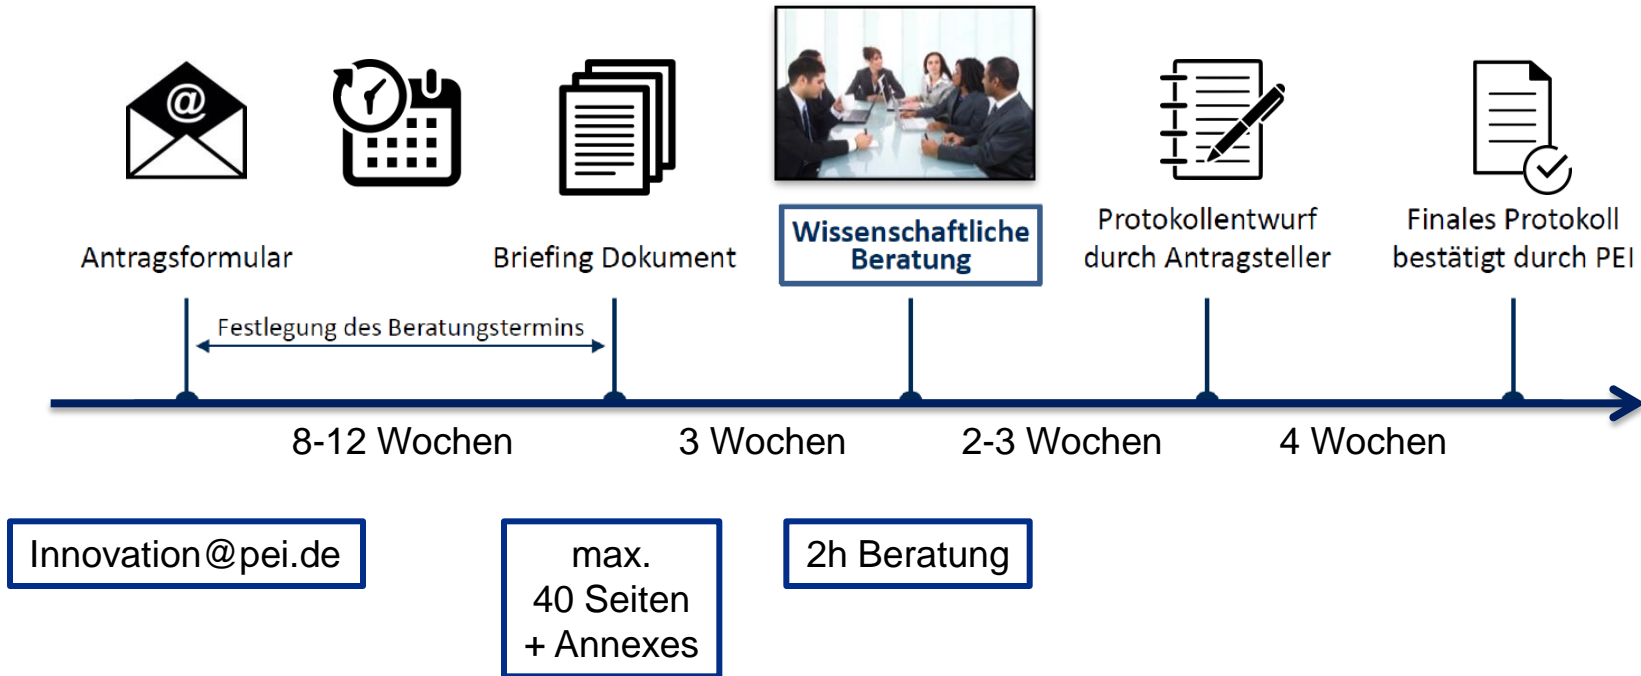 @
Antragsformular
Briefing Dokument
Wissenschaftliche
Beratung
Protokollentwurf
durch Antragsteller
Finales Protokoll
bestätigt durch PEI
Festlegung des Beratungstermins
8-12 Wochen
3 Wochen
2-3 Wochen
4 Wochen
Innovation@pei.de
max.
40 Seiten
+ Annexes
2h Beratung